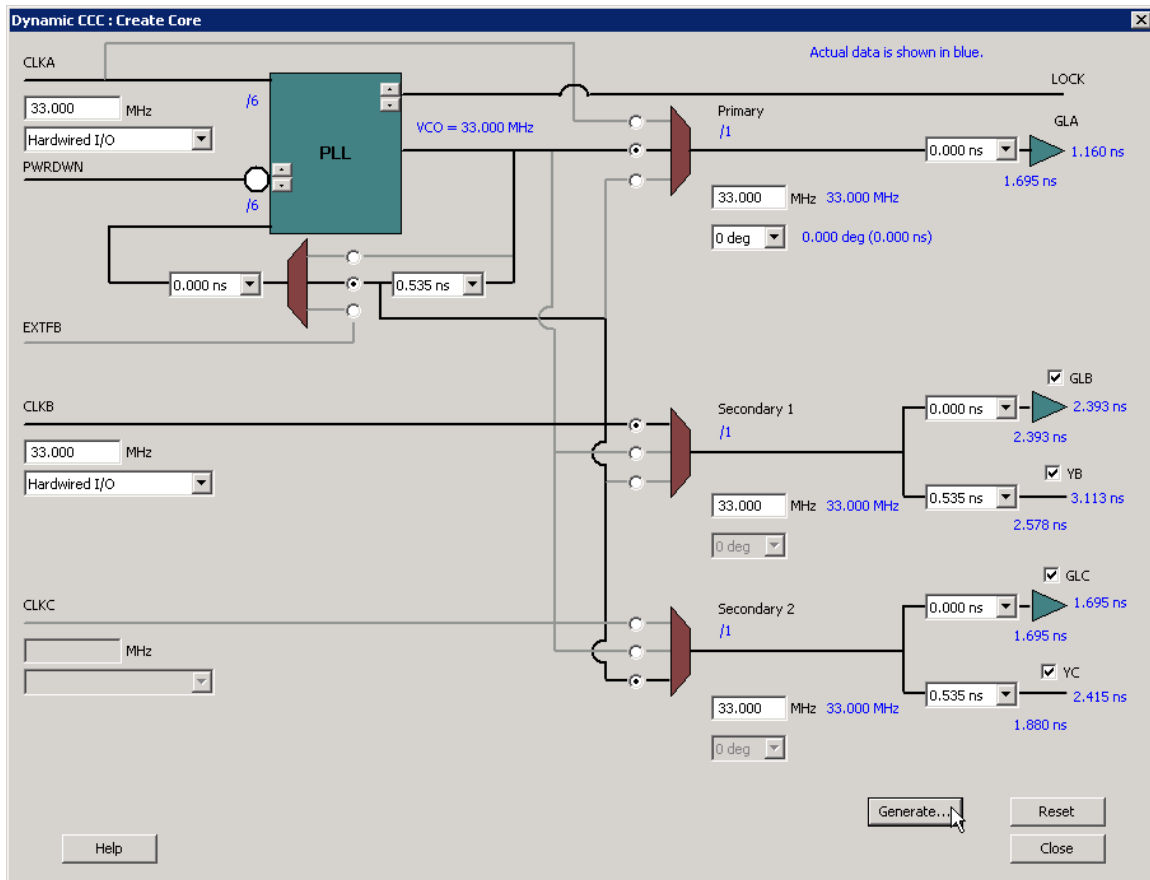 Dynamic CCC : Create Core
Actual data is shown in blue.
CLKA
LOCK
/6
33.000 MHz
Hardwired I/O
PLL
VCO = 33.000 MHz
Primary
/1
GLA
0.000 ns
1.160 ns
1.695 ns
PWRDWN
/6
33.000 MHz 33.000 MHz
0 deg 0.000 deg (0.000 ns)
0.000 ns
0.535 ns
EXTFB
GLB
CLKB
Secondary 1
/1
0.000 ns
2.393 ns
2.393 ns
33.000 MHz
Hardwired I/O
YB
0.535 ns
3.113 ns
2.578 ns
33.000 MHz 33.000 MHz
0 deg
GLC
CLKC
Secondary 2
/1
0.000 ns
1.695 ns
1.695 ns
MHz
YC
0.535 ns
2.415 ns
1.880 ns
33.000 MHz 33.000 MHz
0 deg
Generate...
Reset
Help
Close